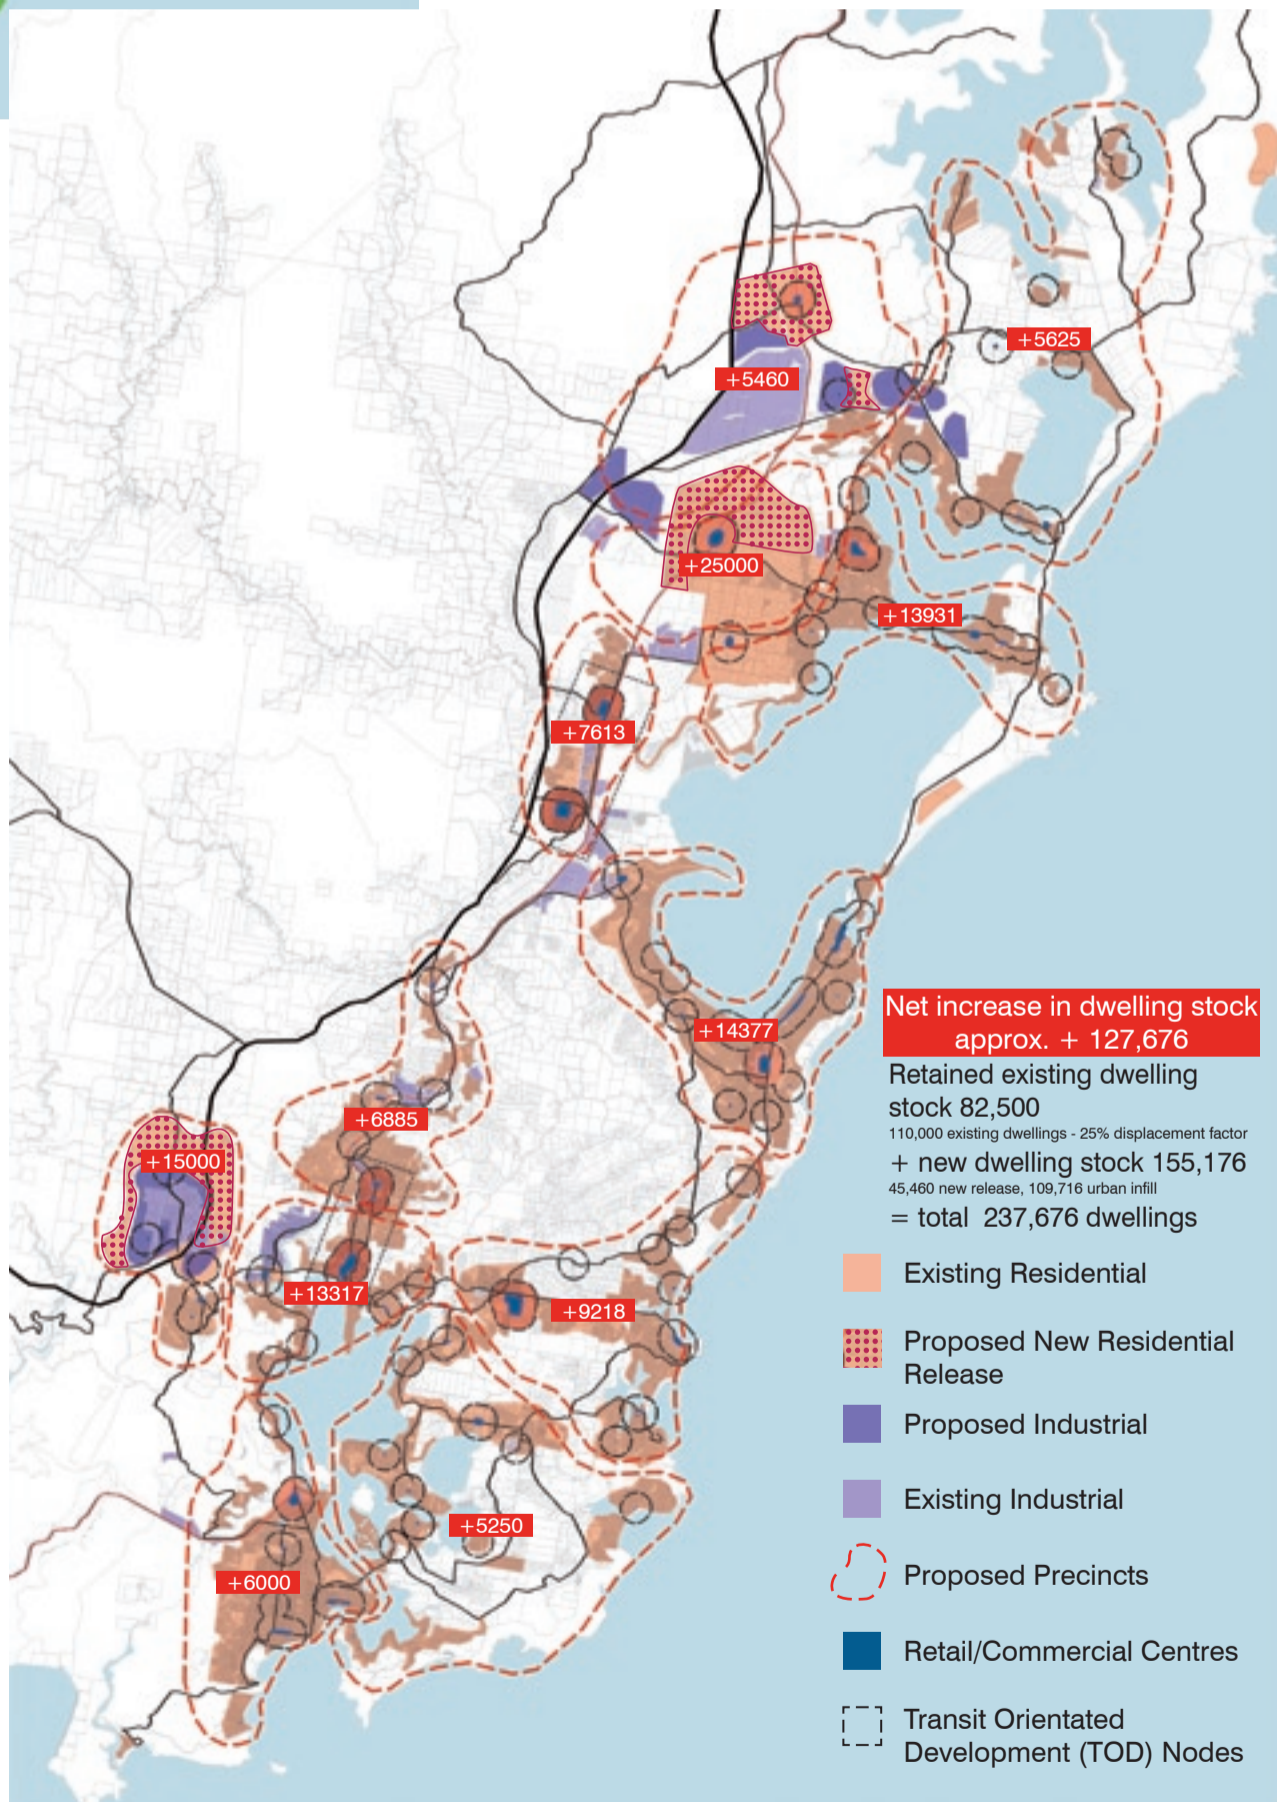 +5625
+5460
+25000
+13931
+7613
+14377
+6885
+15000
+13317
+9218
+5250
+6000
Net increase in dwelling stock
approx. + 127,676
Retained existing dwelling
stock 82,500
110,000 existing dwellings - 25% displacement factor
+ new dwelling stock 155,176
45,460 new release, 109,716 urban infill
= total 237,676 dwellings
Existing Residential
Proposed New Residential
Release
Proposed Industrial
Existing Industrial
Proposed Precincts
Retail/Commercial Centres
Transit Orientated
Development (TOD) Nodes